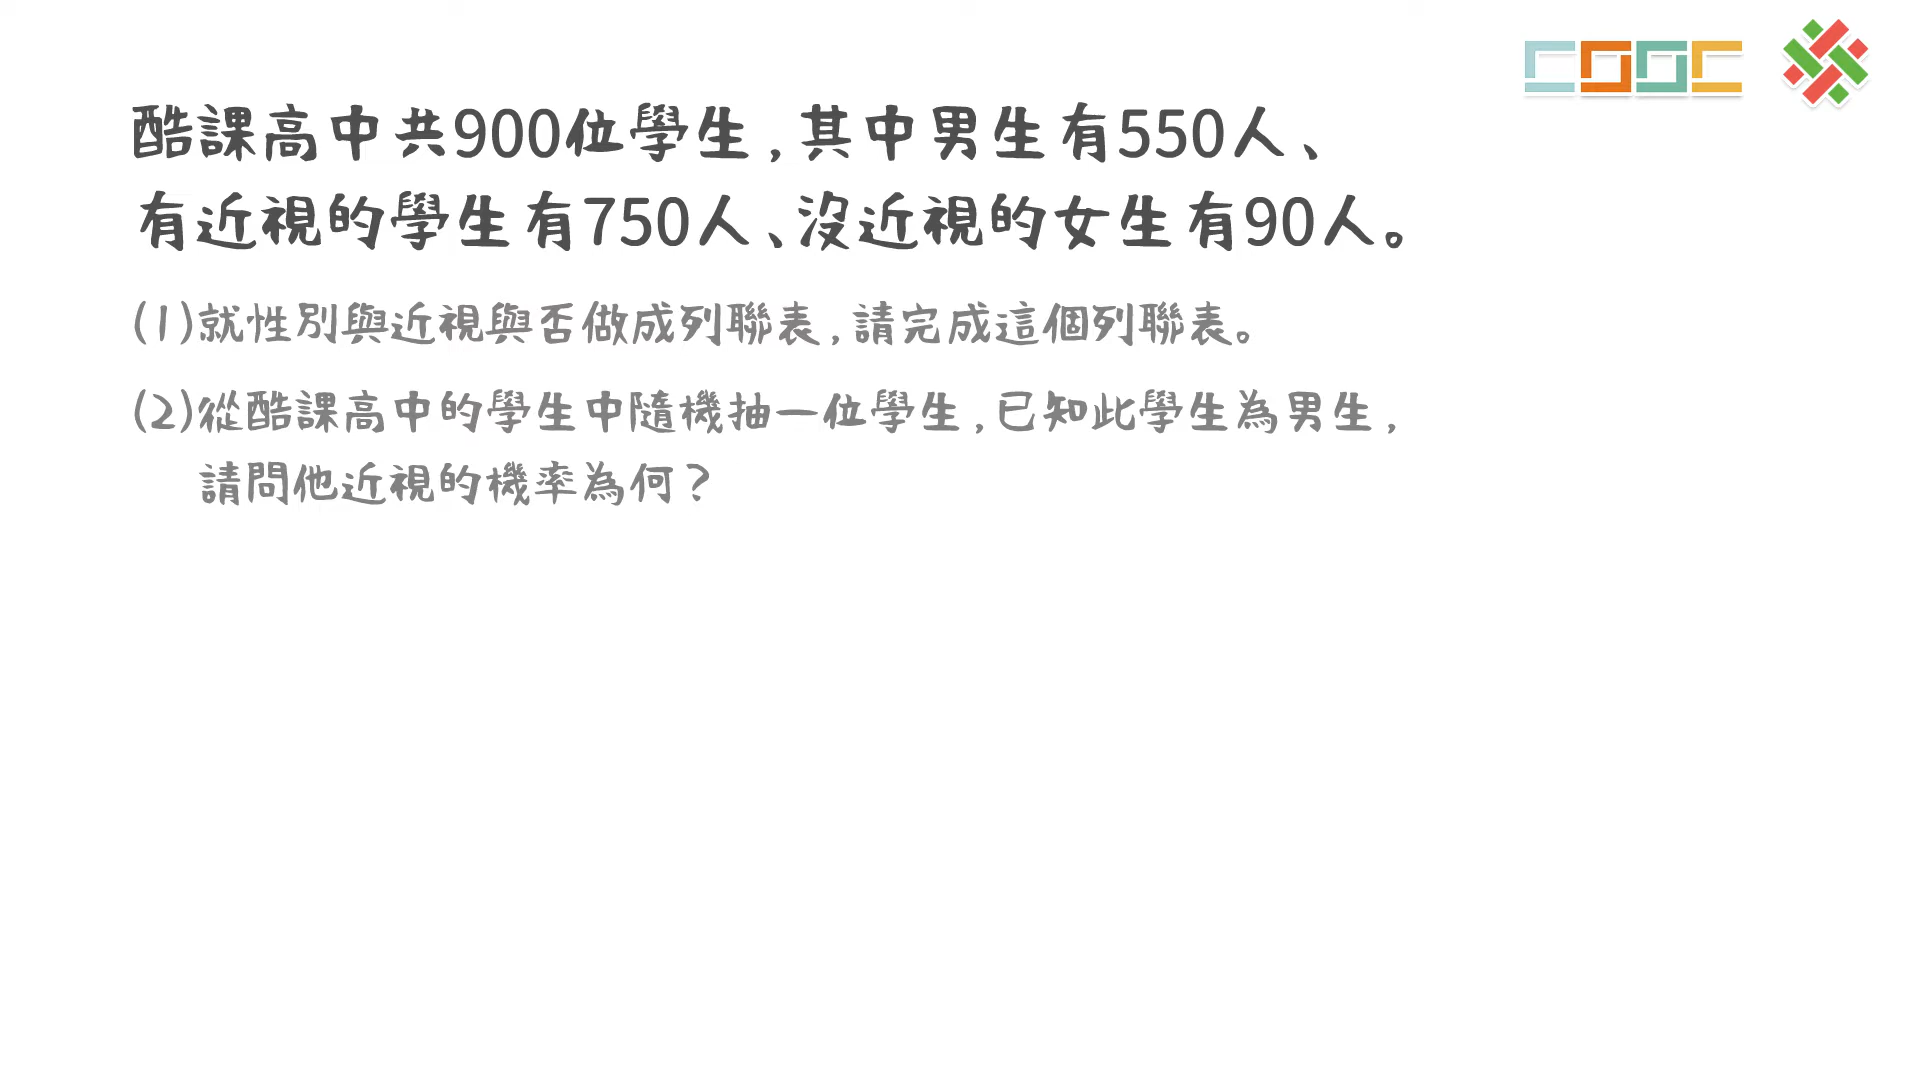 COOC
酷課高中共900位學生,其中男生有550人、
有近視的學生有750人、沒近視的女生有90人。
(1)就性別與近視與否做成列聯表,請完成這個列聯表。
(2)從酷課高中的學生中隨機抽一位學生,已知此學生為男生,
請問他近視的機率為何?